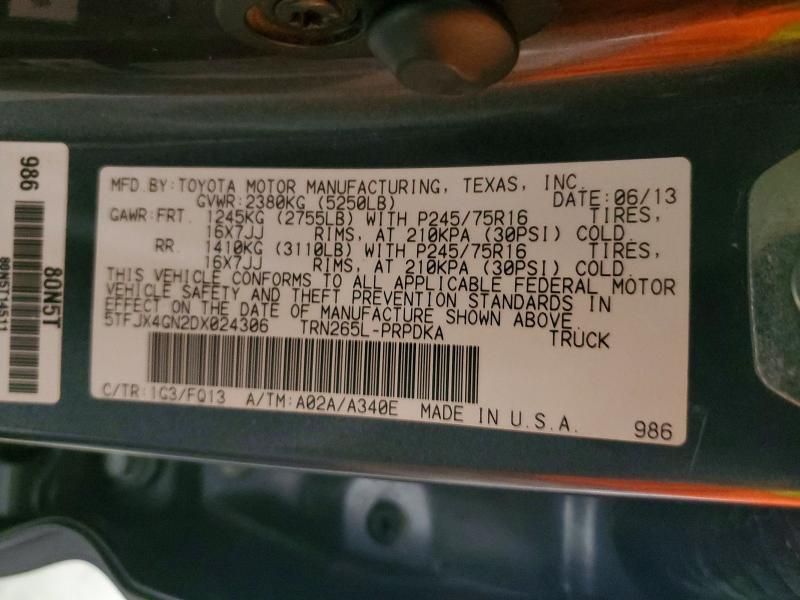 MFD.BY:TOYOTA MOTOR MANUFACTURING, TEXAS, INC.
GVWR:2380KG (5250LB) DATE:06/13
GAWR:FRT. 1245KG (2755LB) WITH P245/75R16 TIRES,
16X7JJ RIMS, AT 210KPA (30PSI) COLD.
RR. 1410KG (3110LB) WITH P245/75R16 TIRES,
16X7JJ RIMS, AT 210KPA (30PSI) COLD.
THIS VEHICLE CONFORMS TO ALL APPLICABLE FEDERAL MOTOR
VEHICLE SAFETY AND THEFT PREVENTION STANDARDS IN
EFFECT ON THE DATE OF MANUFACTURE SHOWN ABOVE.
5TFJX4GN2DX024306 TRN265L-PRPDKA TRUCK
C/TR:1G3/FQ13 A/TM:A02A/A340E MADE IN U.S.A. 986
986
80N5T